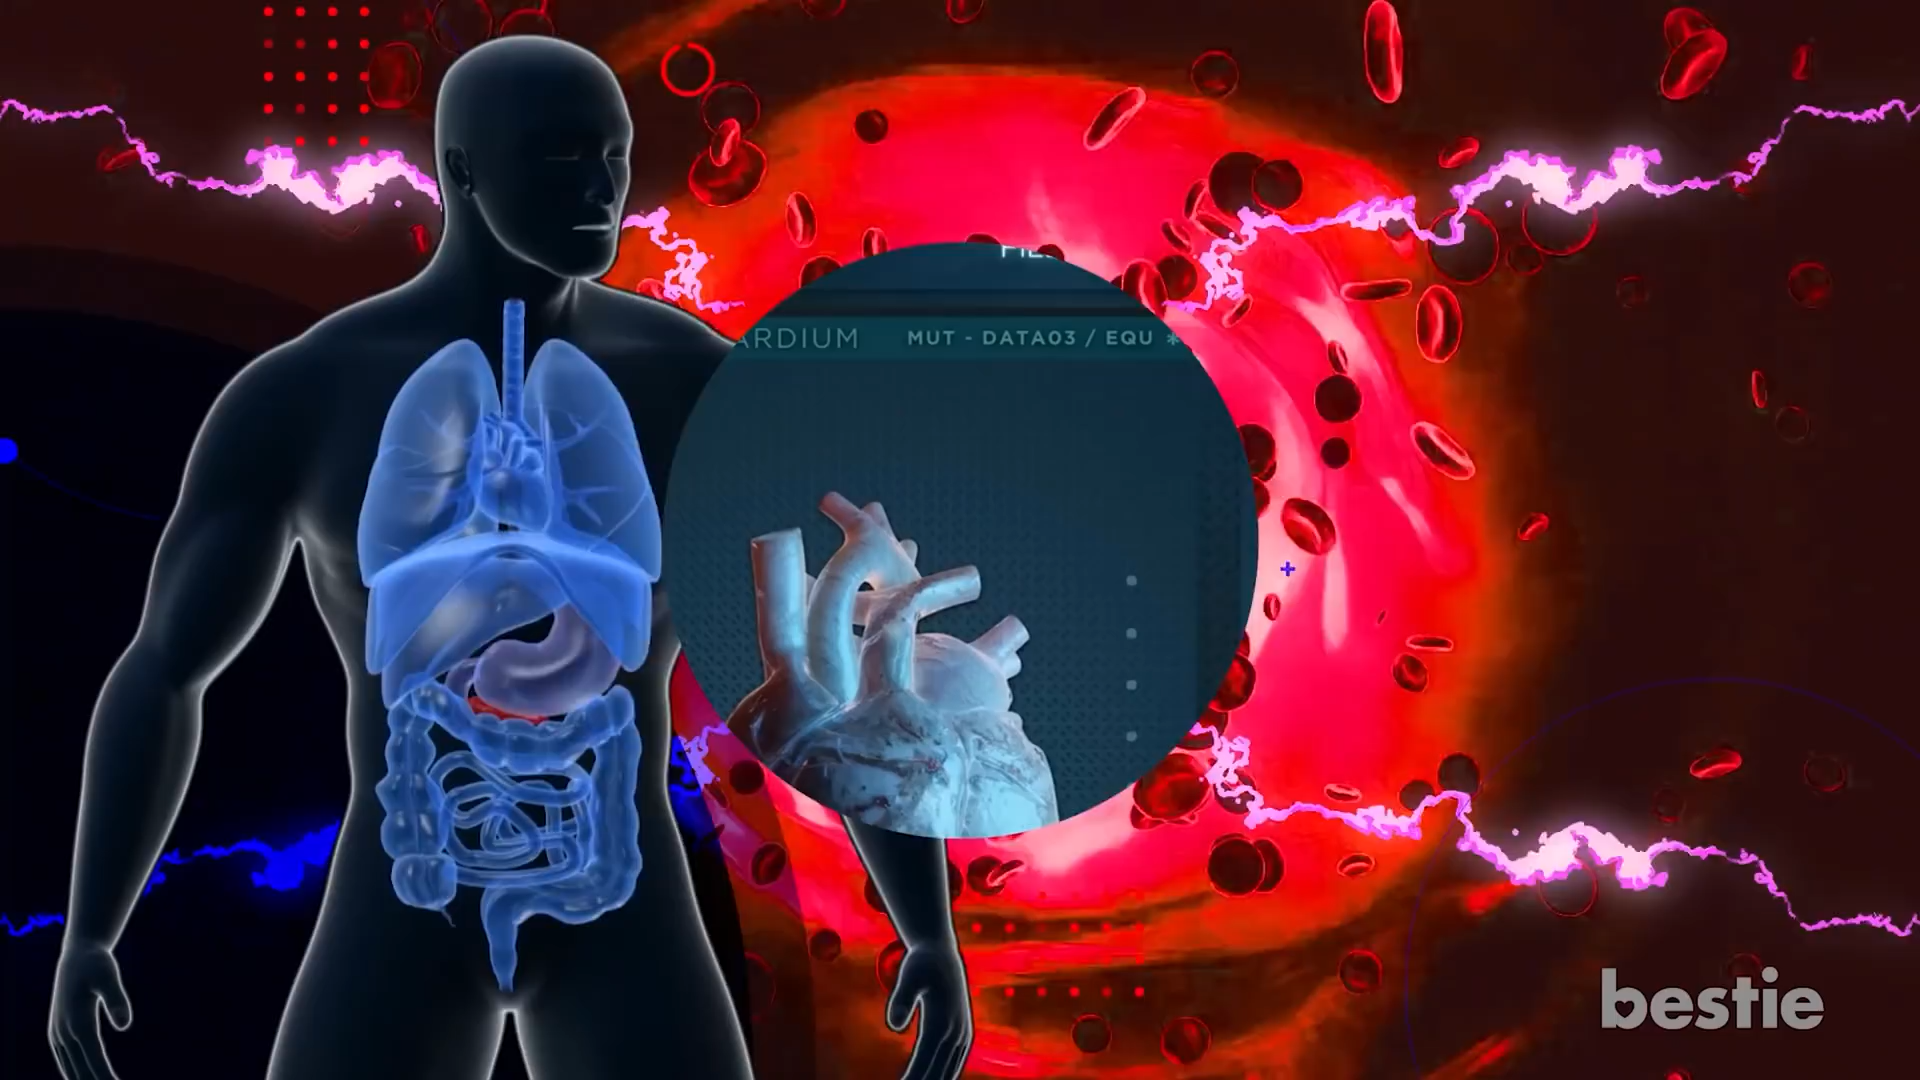 ARDIUM
MUT - DATA03 / EQU *
bestie